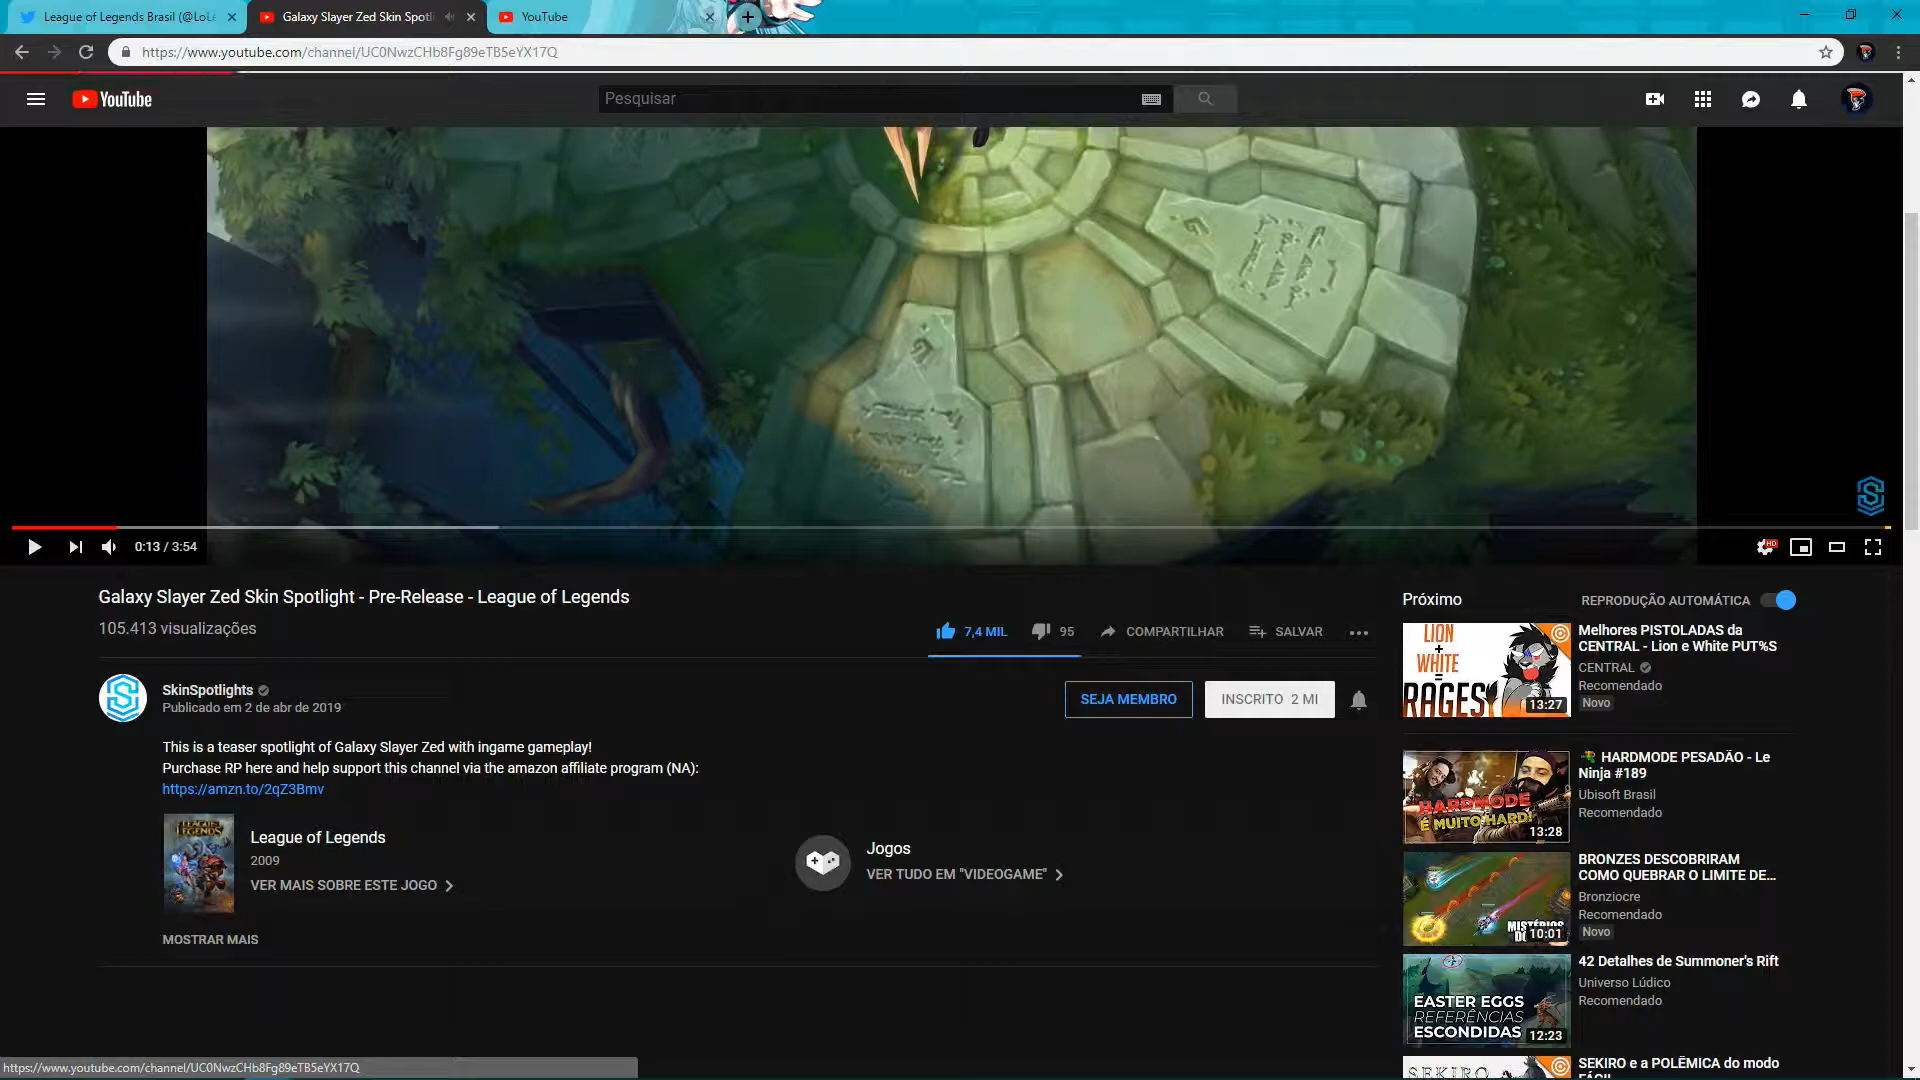 League of Legends Brasil (@LoL
Galaxy Slayer Zed Skin Spotli
YouTube
https://www.youtube.com/channel/UC0NwzCHb8Fg89eTB5eYX17Q
YouTube
Pesquisar
0:13 / 3:54
HD
Galaxy Slayer Zed Skin Spotlight - Pre-Release - League of Legends
105.413 visualizações
7,4 MIL
95
COMPARTILHAR
SALVAR
SkinSpotlights
Publicado em 2 de abr de 2019
SEJA MEMBRO
INSCRITO 2 MI
This is a teaser spotlight of Galaxy Slayer Zed with ingame gameplay!
Purchase RP here and help support this channel via the amazon affiliate program (NA):
https://amzn.to/2qZ3Bmv
LEAGUE OF LEGENDS
League of Legends
2009
VER MAIS SOBRE ESTE JOGO
Jogos
VER TUDO EM "VIDEOGAME"
MOSTRAR MAIS
Próximo
REPRODUÇÃO AUTOMÁTICA
LION
+
WHITE
=
RAGES
13:27
Melhores PISTOLADAS da
CENTRAL - Lion e White PUT%S
CENTRAL
Recomendado
Novo
HARDMODE
É MUITO HARD!
13:28
HARDMODE PESADÃO - Le
Ninja #189
Ubisoft Brasil
Recomendado
10:01
BRONZES DESCOBRIRAM
COMO QUEBRAR O LIMITE DE...
Bronziocre
Recomendado
Novo
EASTER EGGS
REFERÊNCIAS
ESCONDIDAS
12:23
42 Detalhes de Summoner's Rift
Universo Lúdico
Recomendado
SEKIRO
SEKIRO e a POLÊMICA do modo
FÁCIL
https://www.youtube.com/channel/UC0NwzCHb8Fg89eTB5eYX17Q